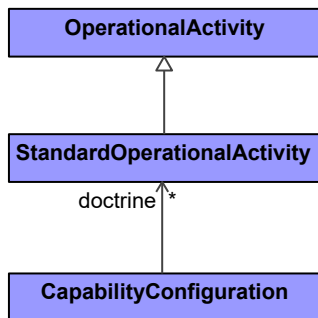 OperationalActivity
StandardOperationalActivity
doctrine *
CapabilityConfiguration